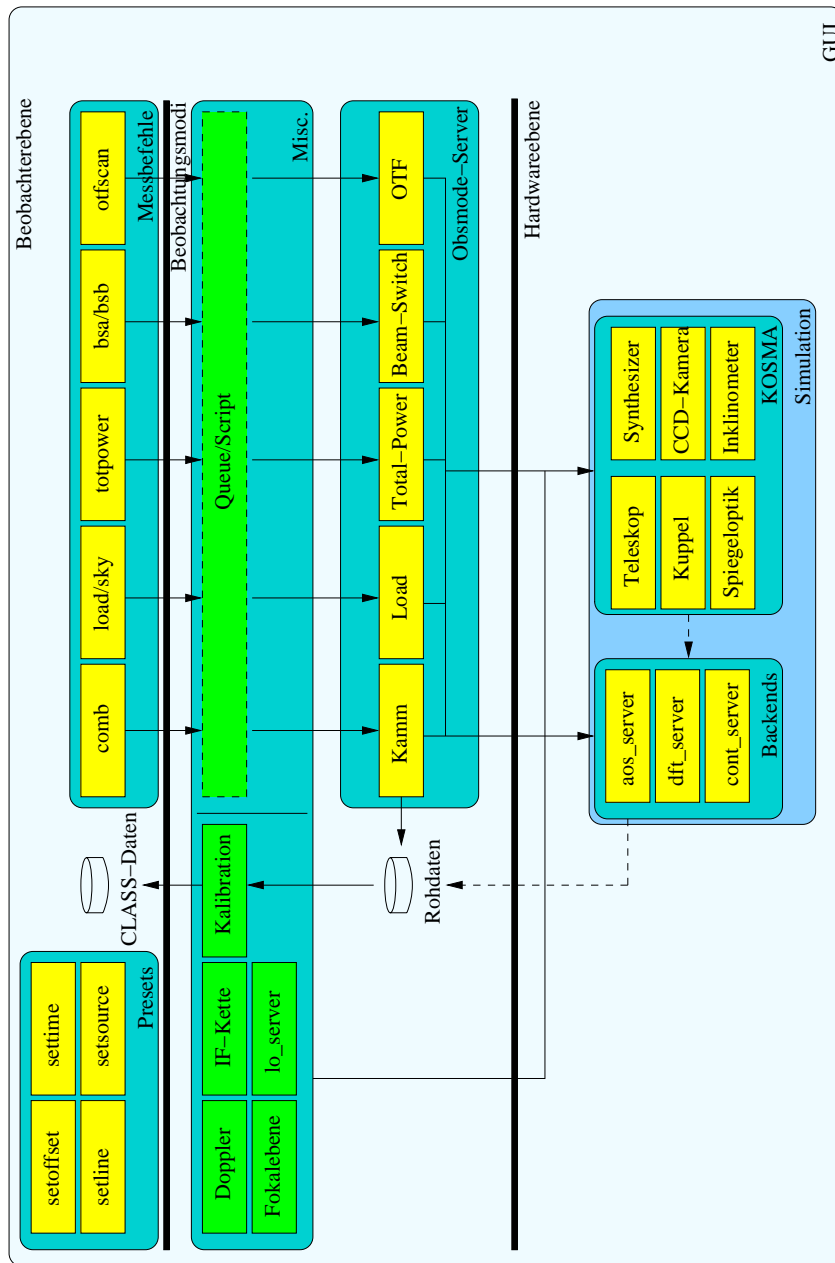 Beobachterebene
setoffset
settime
setline
setsource
Presets
CLASS−Daten
comb
load/sky
totpower
bsa/bsb
otfscan
Messbefehle
Beobachtungsmodi
Doppler
IF−Kette
Kalibration
Fokalebene
lo_server
Queue/Script
Misc.
Rohdaten
Kamm
Load
Total−Power
Beam−Switch
OTF
Obsmode−Server
Hardwareebene
aos_server
dft_server
cont_server
Backends
Teleskop
Synthesizer
Kuppel
CCD−Kamera
Spiegeloptik
Inklinometer
KOSMA
Simulation
GUI